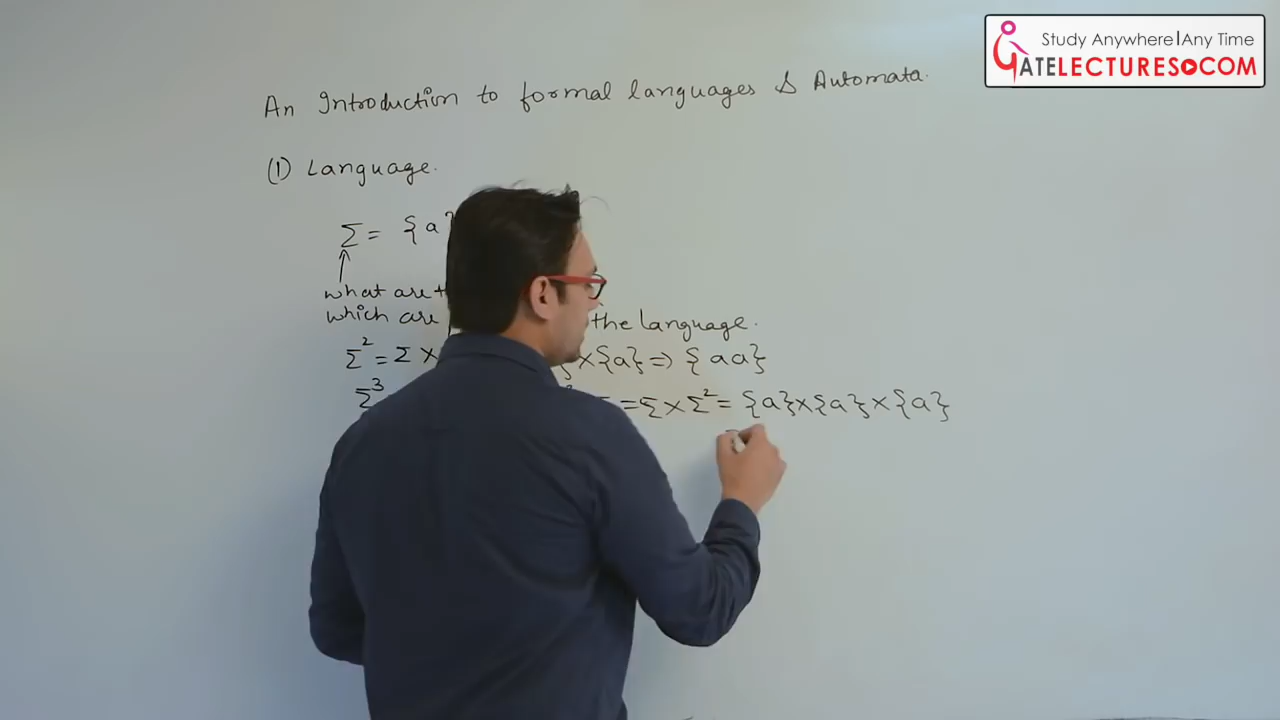 Study Anywhere|Any Time
GATELECTURES.COM
An Introduction to formal languages & Automata.
(1) Language.
Σ = {a}
what are
which are the language.
Σ² = Σ × ×{a} => {aa}
Σ³ = Σ × Σ² = {a}×{a}×{a}